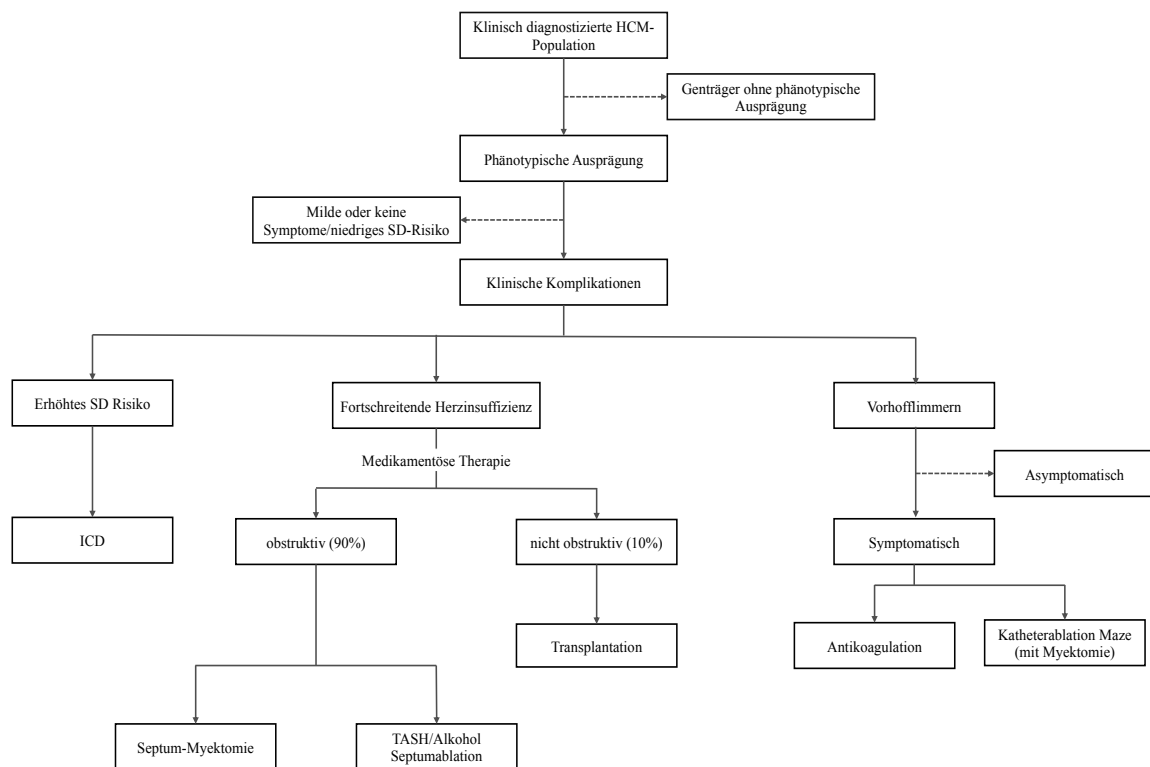 Klinisch diagnostizierte HCM-
Population
Genträger ohne phänotypische
Ausprägung
Phänotypische Ausprägung
Milde oder keine
Symptome/niedriges SD-Risiko
Klinische Komplikationen
Erhöhtes SD Risiko
Fortschreitende Herzinsuffizienz
Vorhofflimmern
Medikamentöse Therapie
Asymptomatisch
ICD
obstruktiv (90%)
nicht obstruktiv (10%)
Symptomatisch
Transplantation
Antikoagulation
Katheterablation Maze
(mit Myektomie)
Septum-Myektomie
TASH/Alkohol
Septumablation